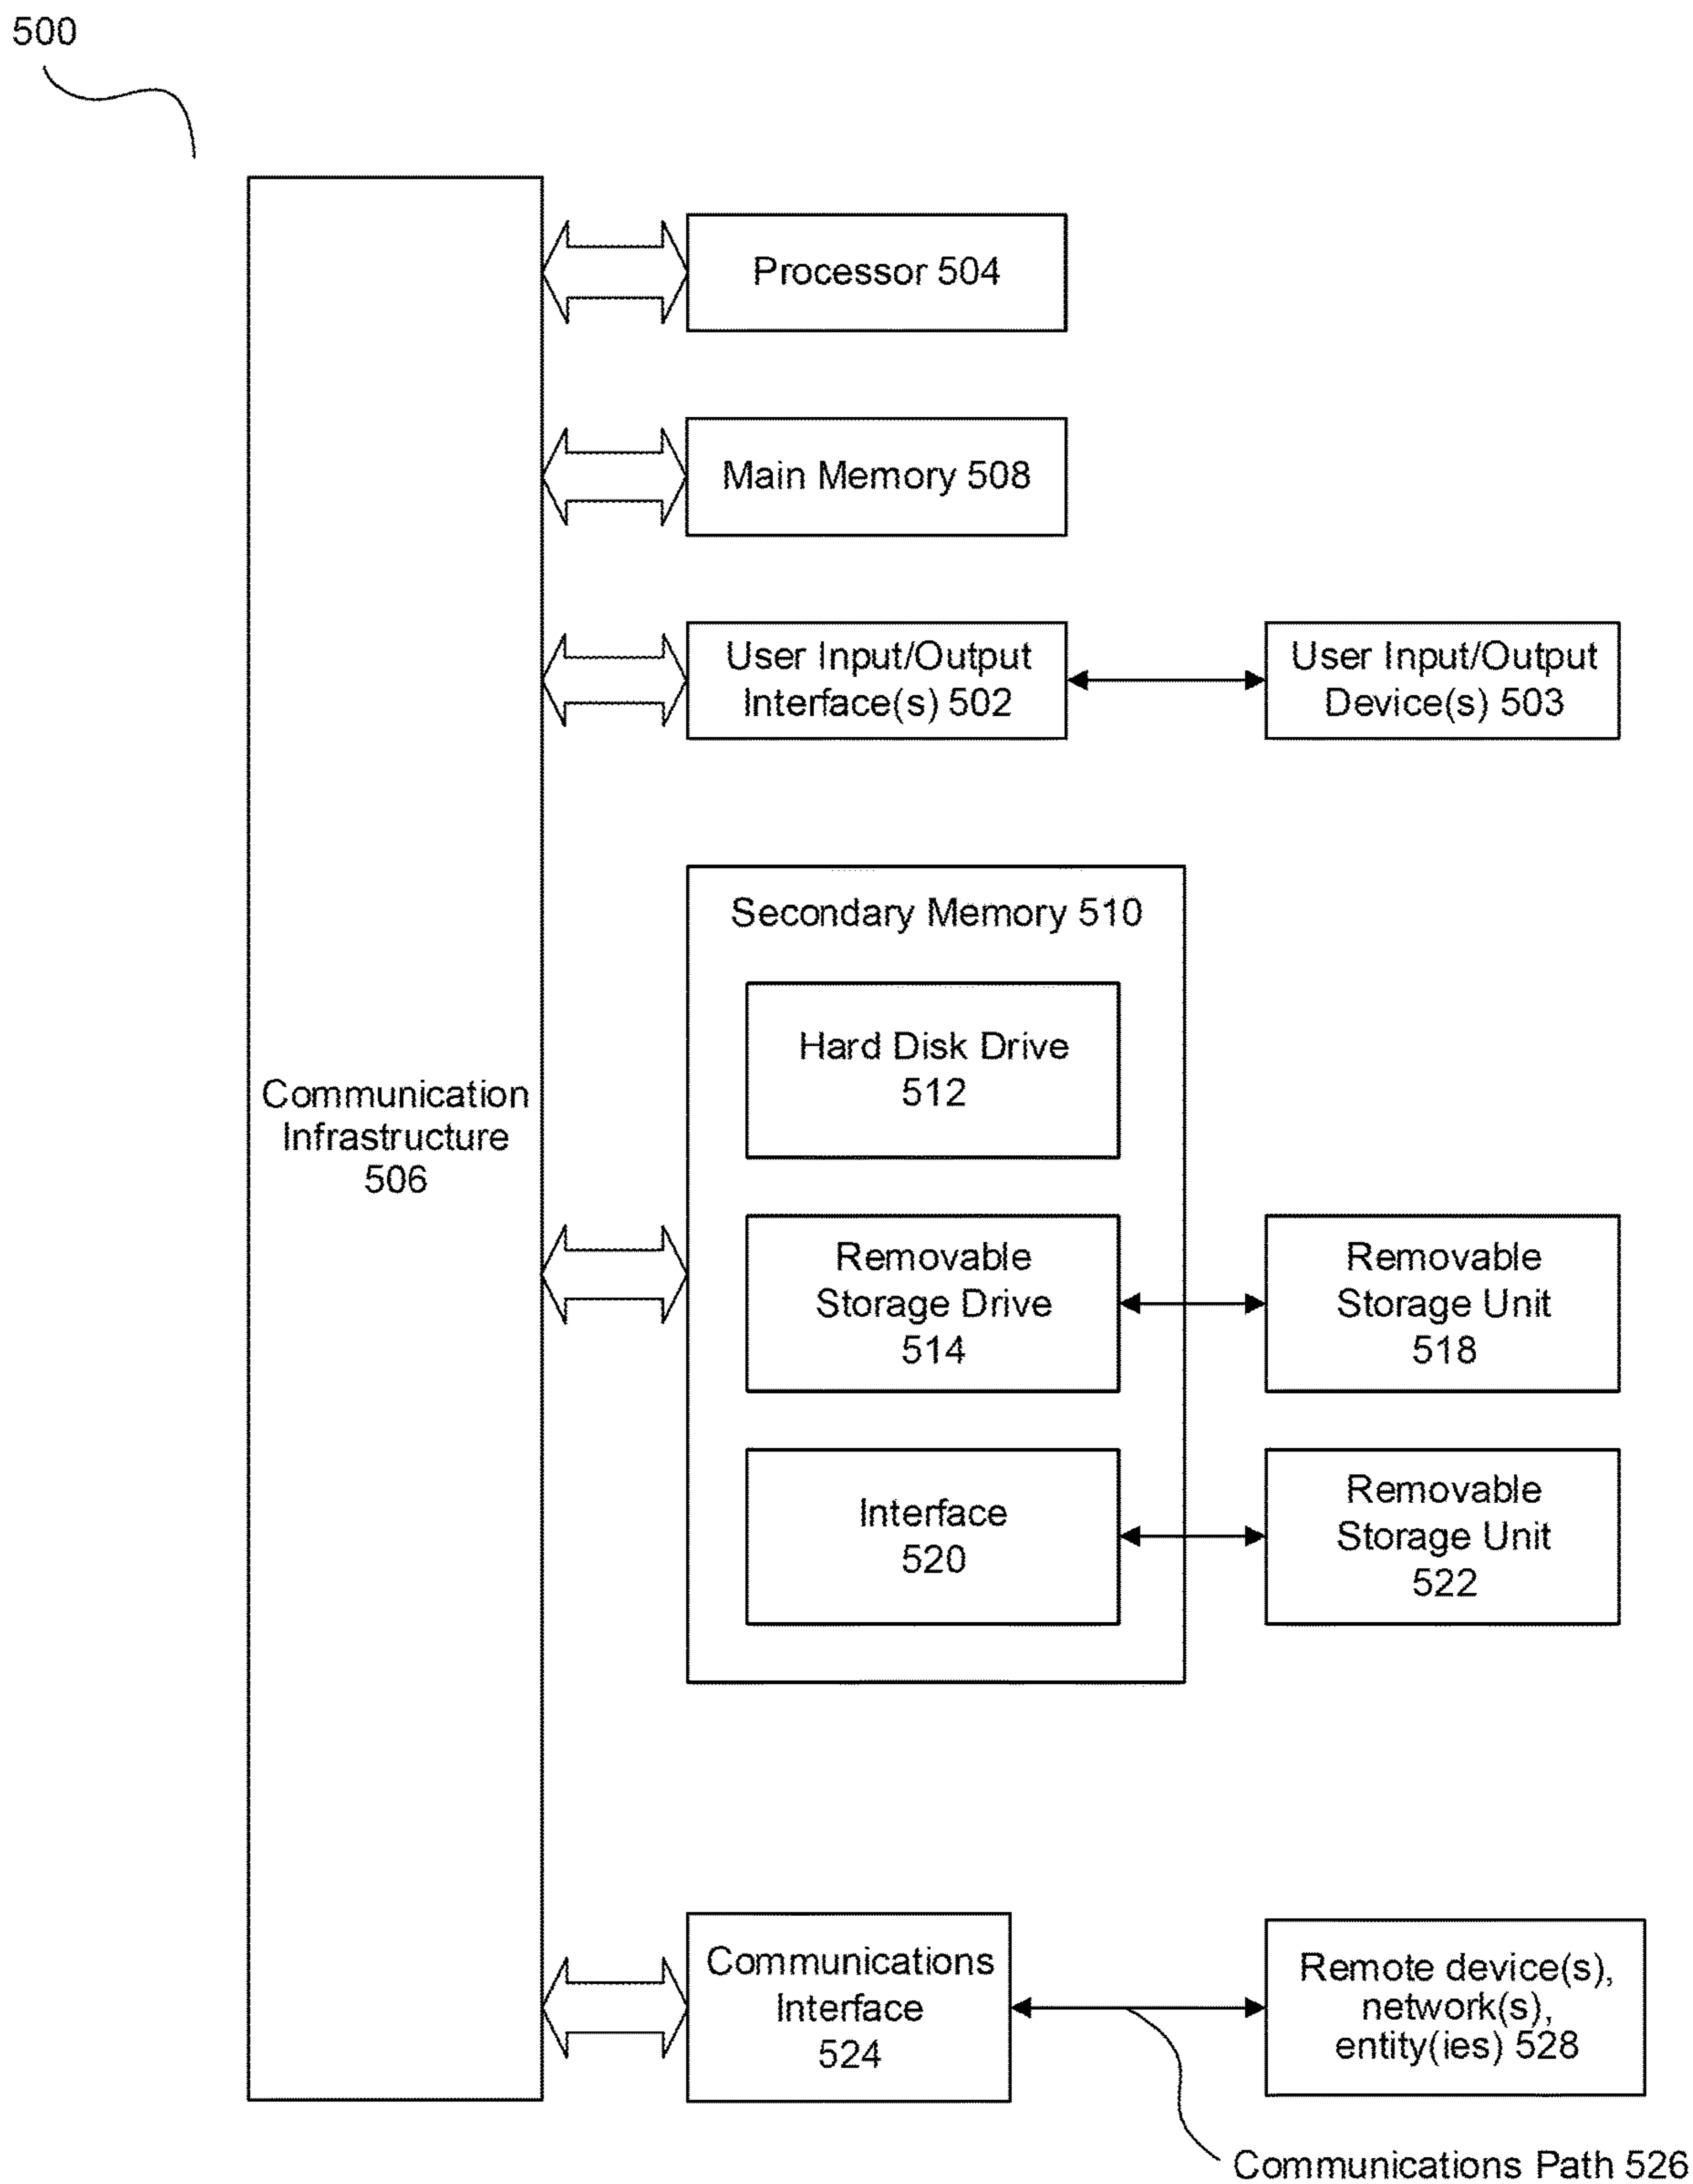 500
Processor 504
Main Memory 508
User Input/Output
Interface(s) 502
User Input/Output
Device(s) 503
Secondary Memory 510
Hard Disk Drive
512
Communication
Infrastructure
506
Removable
Storage Drive
514
Removable
Storage Unit
518
Interface
520
Removable
Storage Unit
522
Communications
Interface
524
Remote device(s),
network(s),
entity(ies) 528
Communications Path 526